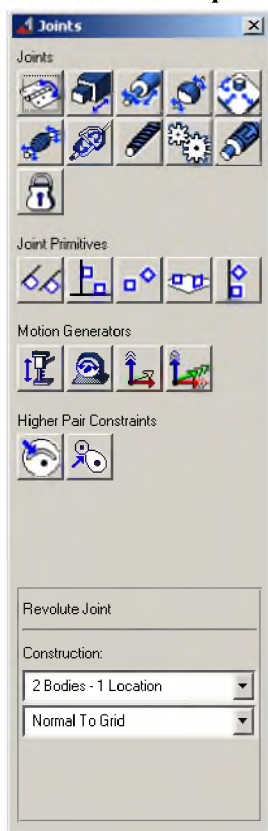 Joints
Joints
Joint Primitives
Motion Generators
Higher Pair Constraints
Revolute Joint
Construction:
2 Bodies - 1 Location
Normal To Grid